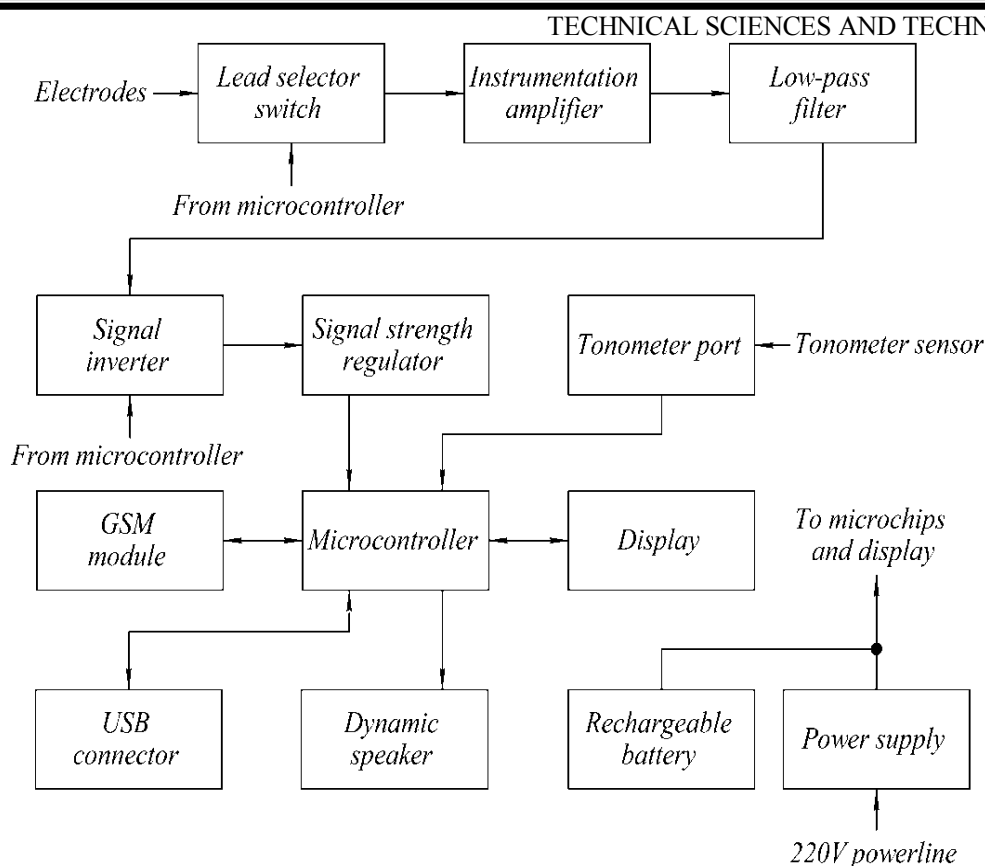 TECHNICAL SCIENCES AND TECHN
Electrodes
Lead selector
switch
Instrumentation
amplifier
Low-pass
filter
From microcontroller
Signal
inverter
Signal strength
regulator
Tonometer port
Tonometer sensor
From microcontroller
GSM
module
Microcontroller
Display
To microchips
and display
USB
connector
Dynamic
speaker
Rechargeable
battery
Power supply
220V powerline